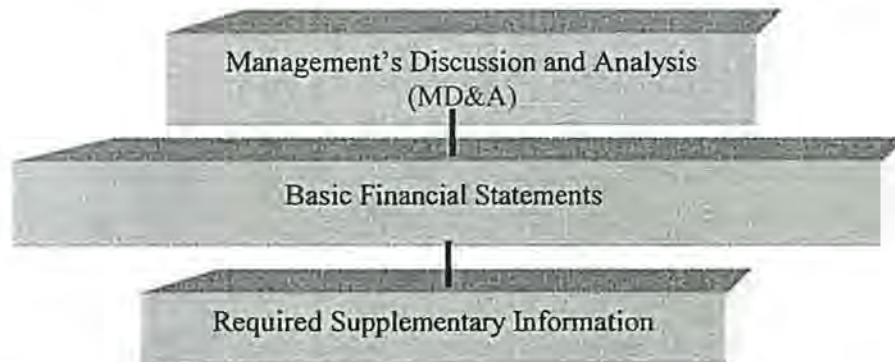 Management's Discussion and Analysis
(MD&A)
Basic Financial Statements
Required Supplementary Information